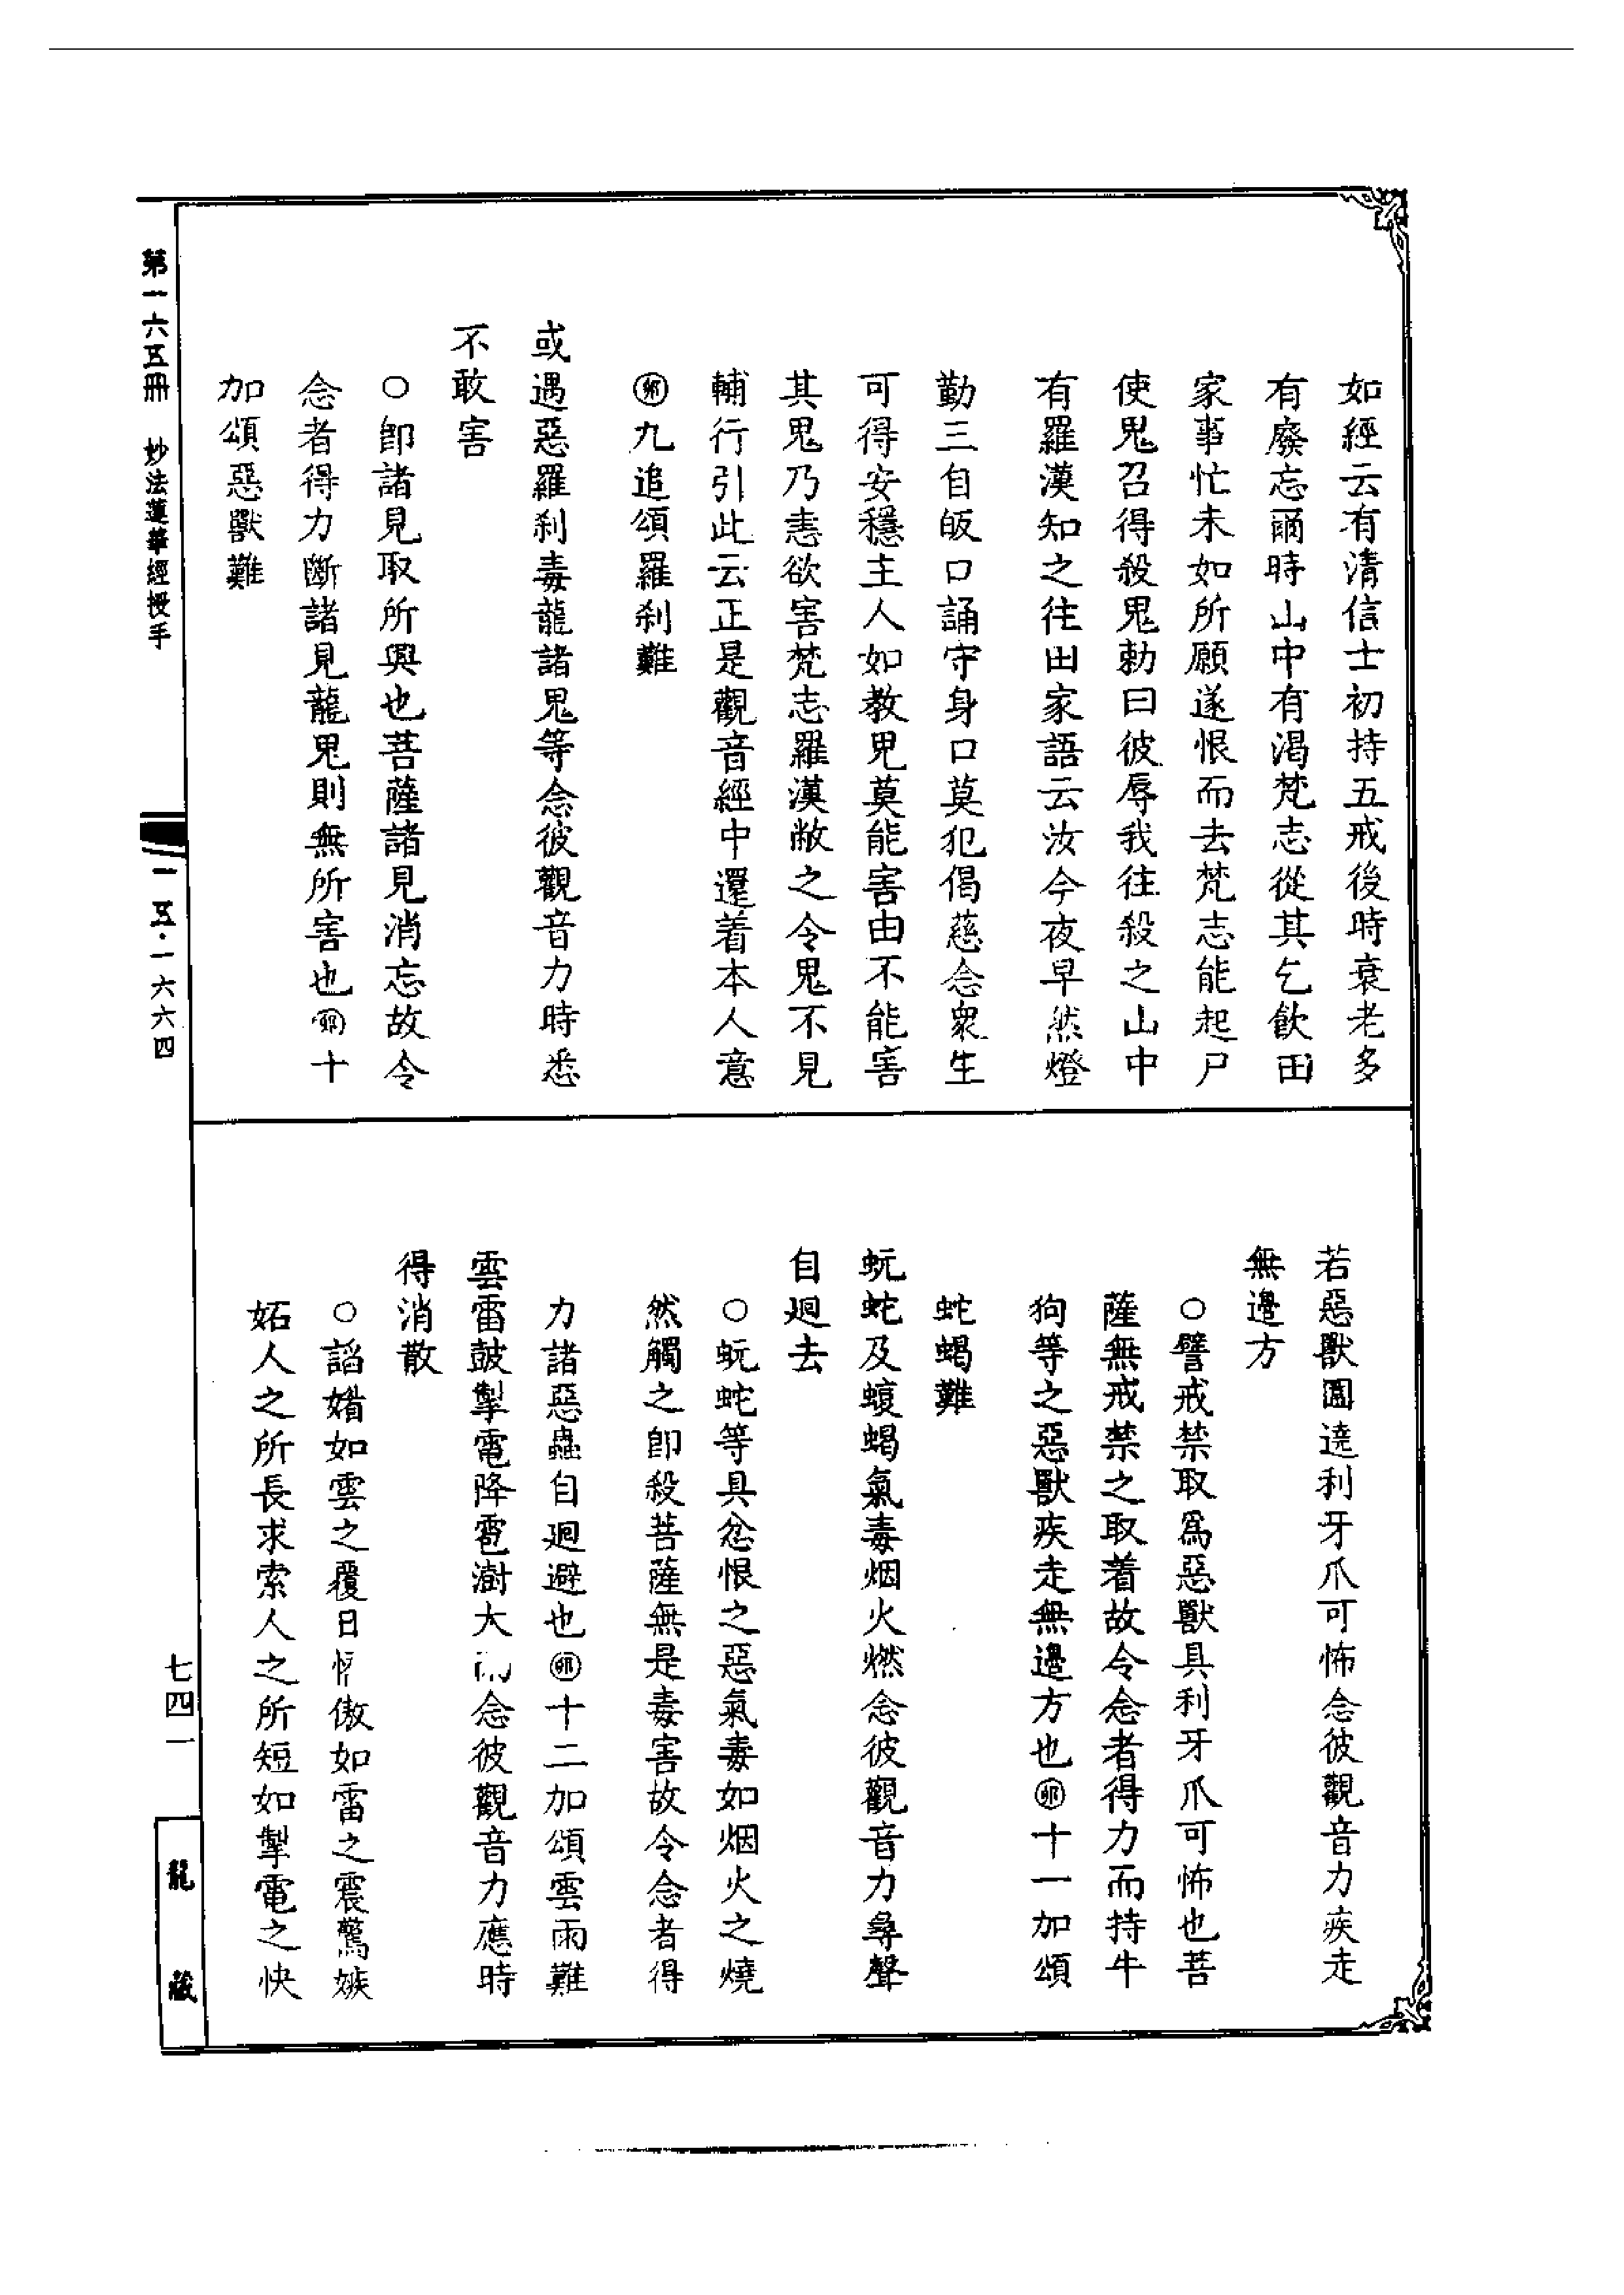 如經云有清信士初持五戒後時衰老多
有廢忘爾時山中有渴梵志從其乞飲田
家事忙未如所願遂恨而去梵志能起尸
使鬼召得殺鬼勅曰彼辱我往殺之山中
有羅漢知之往田家語云汝今夜早然燈
勤三自皈口誦守身口莫犯偈慈念衆生
可得安穩主人如教鬼莫能害由不能害
其鬼乃恚欲害梵志羅漢敝之令鬼不見
輔行引此云正是觀音經中還着本人意
㊞九追頌羅刹難
或遇惡羅刹毒龍諸鬼等念彼觀音力時悉
不敢害
○卽諸見取所興也菩薩諸見消忘故令
念者得力斷諸見龍鬼則無所害也卯十
加頌惡獸難
若惡獸圍遶利牙爪可怖念彼觀音力疾走
無邊方
○譬戒禁取爲惡獸具利牙爪可怖也菩
薩無戒禁之取着故令念者得力而持牛
狗等之惡獸疾走無邊方也卯十一加頌
蛇蝎難
蚖蛇及蝮蝎氣毒烟火燃念彼觀音力尋聲
自迴去
○蚖蛇等具忿恨之惡氣毒如烟火之燒
然觸之卽殺菩薩無是毒害故令念者得
力諸惡蟲自迴避也卯十二加頌雲雨難
雲雷鼓掣電降雹澍大雨念彼觀音力應時
得消散
○謟㜺如雲之覆日憍傲如雷之震驚嫉
妬人之所長求索人之所短如掣電之快
第一六五冊 妙法蓮華經授手
一五·一六六四
七四一
龍藏